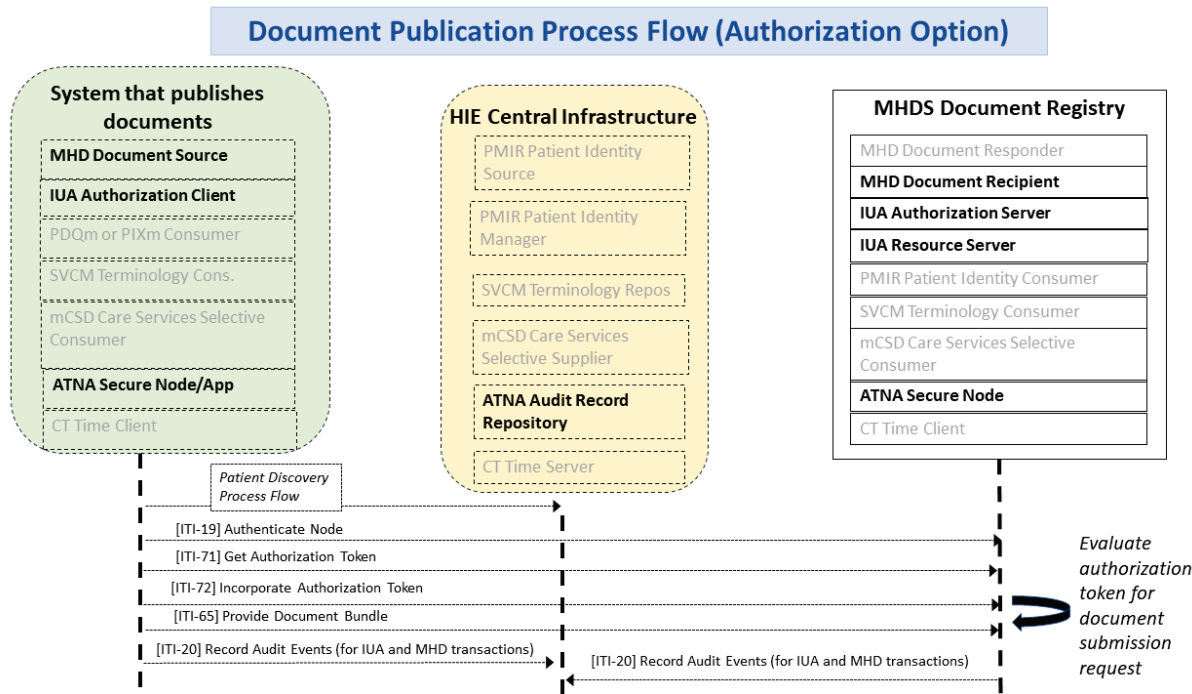 Document Publication Process Flow (Authorization Option)
System that publishes
documents
MHD Document Source
IUA Authorization Client
PDQm or PIXm Consumer
SVCM Terminology Cons.
mCSD Care Services Selective
Consumer
ATNA Secure Node/App
CT Time Client
HIE Central Infrastructure
PMIR Patient Identity
Source
PMIR Patient Identity
Manager
SVCM Terminology Repos
mCSD Care Services
Selective Supplier
ATNA Audit Record
Repository
CT Time Server
MHDS Document Registry
MHD Document Responder
MHD Document Recipient
IUA Authorization Server
IUA Resource Server
PMIR Patient Identity Consumer
SVCM Terminology Consumer
mCSD Care Services Selective
Consumer
ATNA Secure Node
CT Time Client
Patient Discovery
Process Flow
[ITI-19] Authenticate Node
[ITI-71] Get Authorization Token
[ITI-72] Incorporate Authorization Token
[ITI-65] Provide Document Bundle
[ITI-20] Record Audit Events (for IUA and MHD transactions)
[ITI-20] Record Audit Events (for IUA and MHD transactions)
Evaluate
authorization
token for
document
submission
request